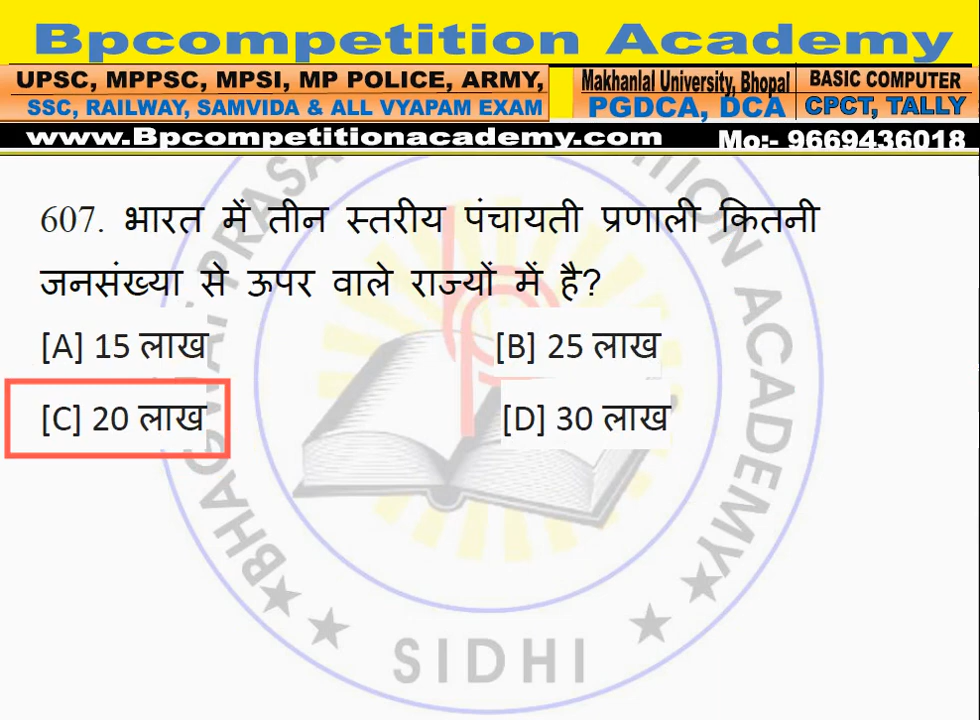 Bpcompetition Academy
UPSC, MPPSC, MPSI, MP POLICE, ARMY,
SSC, RAILWAY, SAMVIDA & ALL VYAPAM EXAM
Makhanlal University, Bhopal
PGDCA, DCA
BASIC COMPUTER
CPCT, TALLY
www.Bpcompetitionacademy.com
Mo:- 9669436018
607. भारत में तीन स्तरीय पंचायती प्रणाली कितनी
जनसंख्या से ऊपर वाले राज्यों में है?
[A] 15 लाख
[B] 25 लाख
[C] 20 लाख
[D] 30 लाख
ACADEMY
SIDHI